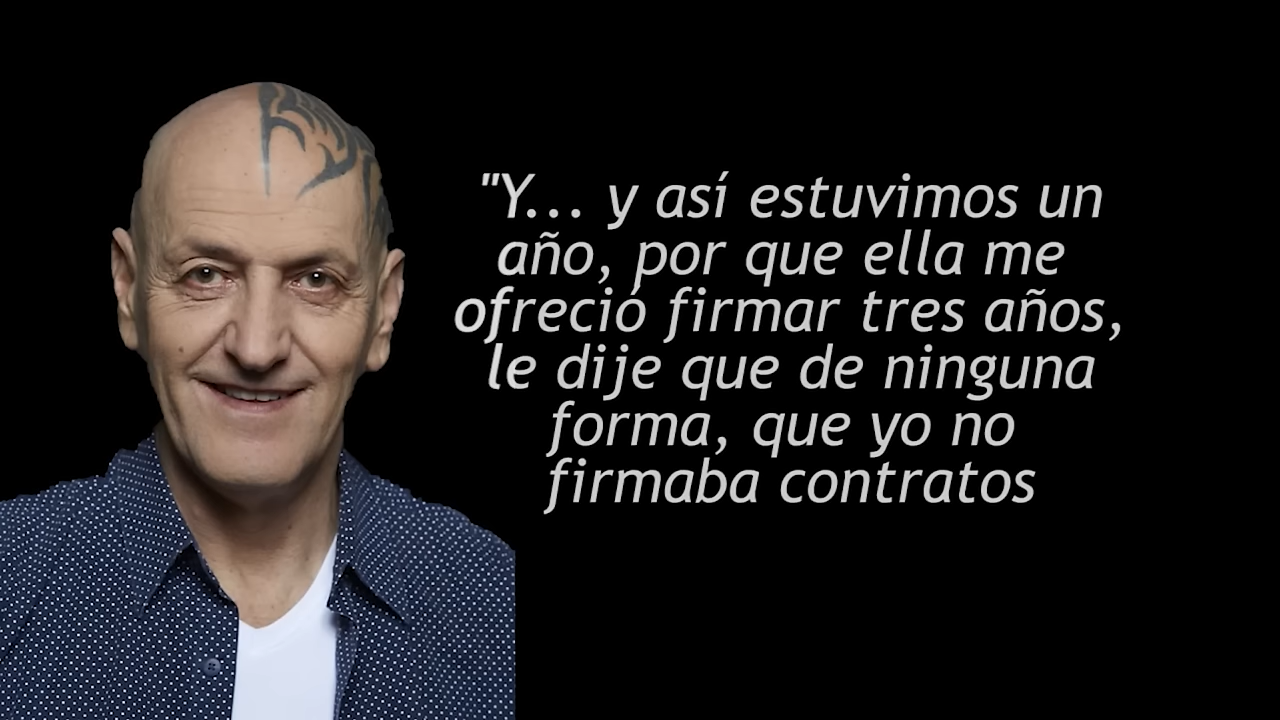 "Y... y así estuvimos un
año, por que ella me
ofreció firmar tres años,
le dije que de ninguna
forma, que yo no
firmaba contratos